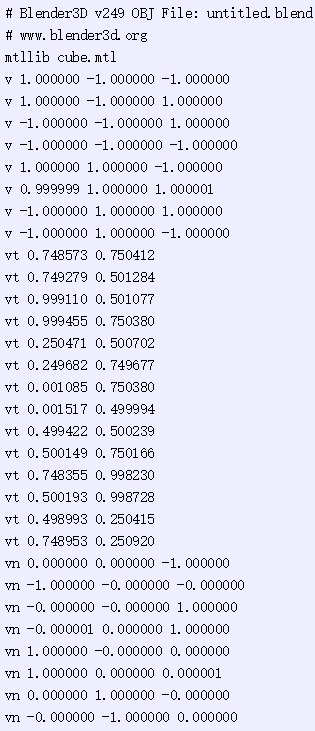 # Blender3D v249 OBJ File: untitled.blend
# www.blender3d.org
mtllib cube.mtl
v 1.000000 -1.000000 -1.000000
v 1.000000 -1.000000 1.000000
v -1.000000 -1.000000 1.000000
v -1.000000 -1.000000 -1.000000
v 1.000000 1.000000 -1.000000
v 0.999999 1.000000 1.000001
v -1.000000 1.000000 1.000000
v -1.000000 1.000000 -1.000000
vt 0.748573 0.750412
vt 0.749279 0.501284
vt 0.999110 0.501077
vt 0.999455 0.750380
vt 0.250471 0.500702
vt 0.249682 0.749677
vt 0.001085 0.750380
vt 0.001517 0.499994
vt 0.499422 0.500239
vt 0.500149 0.750166
vt 0.748355 0.998230
vt 0.500193 0.998728
vt 0.498993 0.250415
vt 0.748953 0.250920
vn 0.000000 0.000000 -1.000000
vn -1.000000 -0.000000 -0.000000
vn -0.000000 -0.000000 1.000000
vn -0.000001 0.000000 1.000000
vn 1.000000 -0.000000 0.000000
vn 1.000000 0.000000 0.000001
vn 0.000000 1.000000 -0.000000
vn -0.000000 -1.000000 0.000000